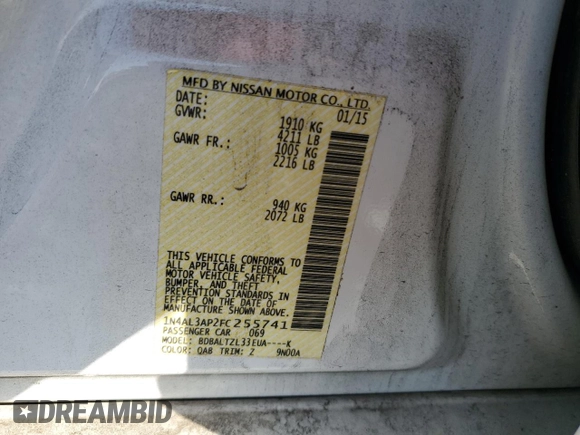 MFD BY NISSAN MOTOR CO., LTD.
DATE: 01/15
GVWR: 1910 KG
4211 LB
GAWR FR.: 1005 KG
2216 LB
GAWR RR.: 940 KG
2072 LB
THIS VEHICLE CONFORMS TO
ALL APPLICABLE FEDERAL
MOTOR VEHICLE SAFETY,
BUMPER, AND THEFT
PREVENTION STANDARDS IN
EFFECT ON THE DATE OF
MANUFACTURE SHOWN ABOVE.
1N4AL3AP2FC255741
PASSENGER CAR 069
MODEL: BDBALTZL33EUA----K
COLOR: QAB TRIM: Z 9N00A
DREAMBID